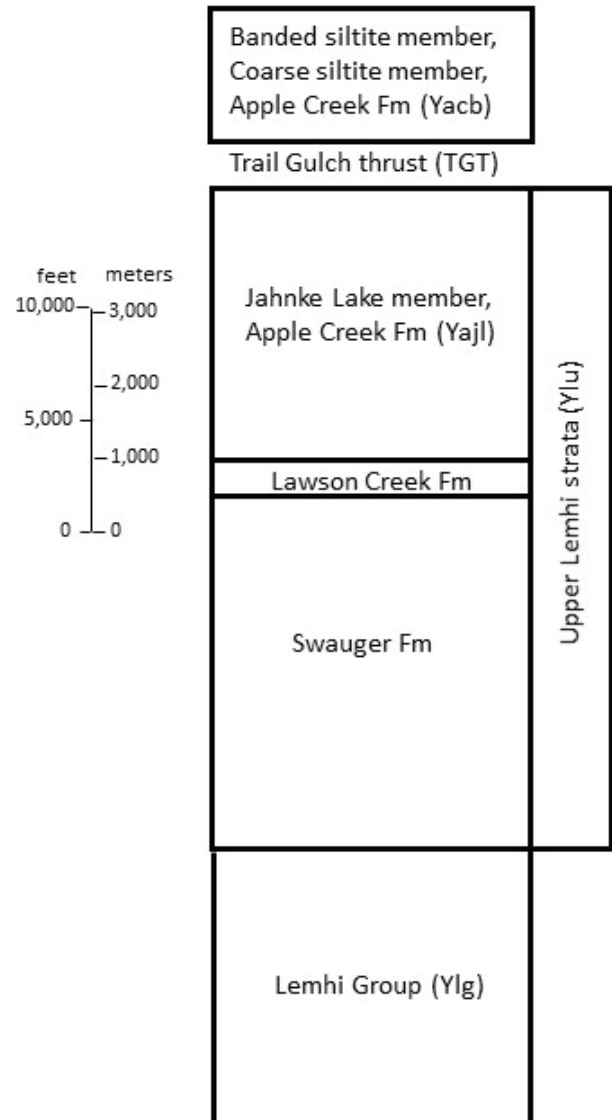 Banded siltite member,
Coarse siltite member,
Apple Creek Fm (Yacb)
Trail Gulch thrust (TGT)
feet meters
10,000 3,000
Jahnke Lake member,
Apple Creek Fm (Yajl)
2,000
5,000
1,000
Lawson Creek Fm
0 0
Upper Lemhi strata (Ylu)
Swauger Fm
Lemhi Group (Ylg)